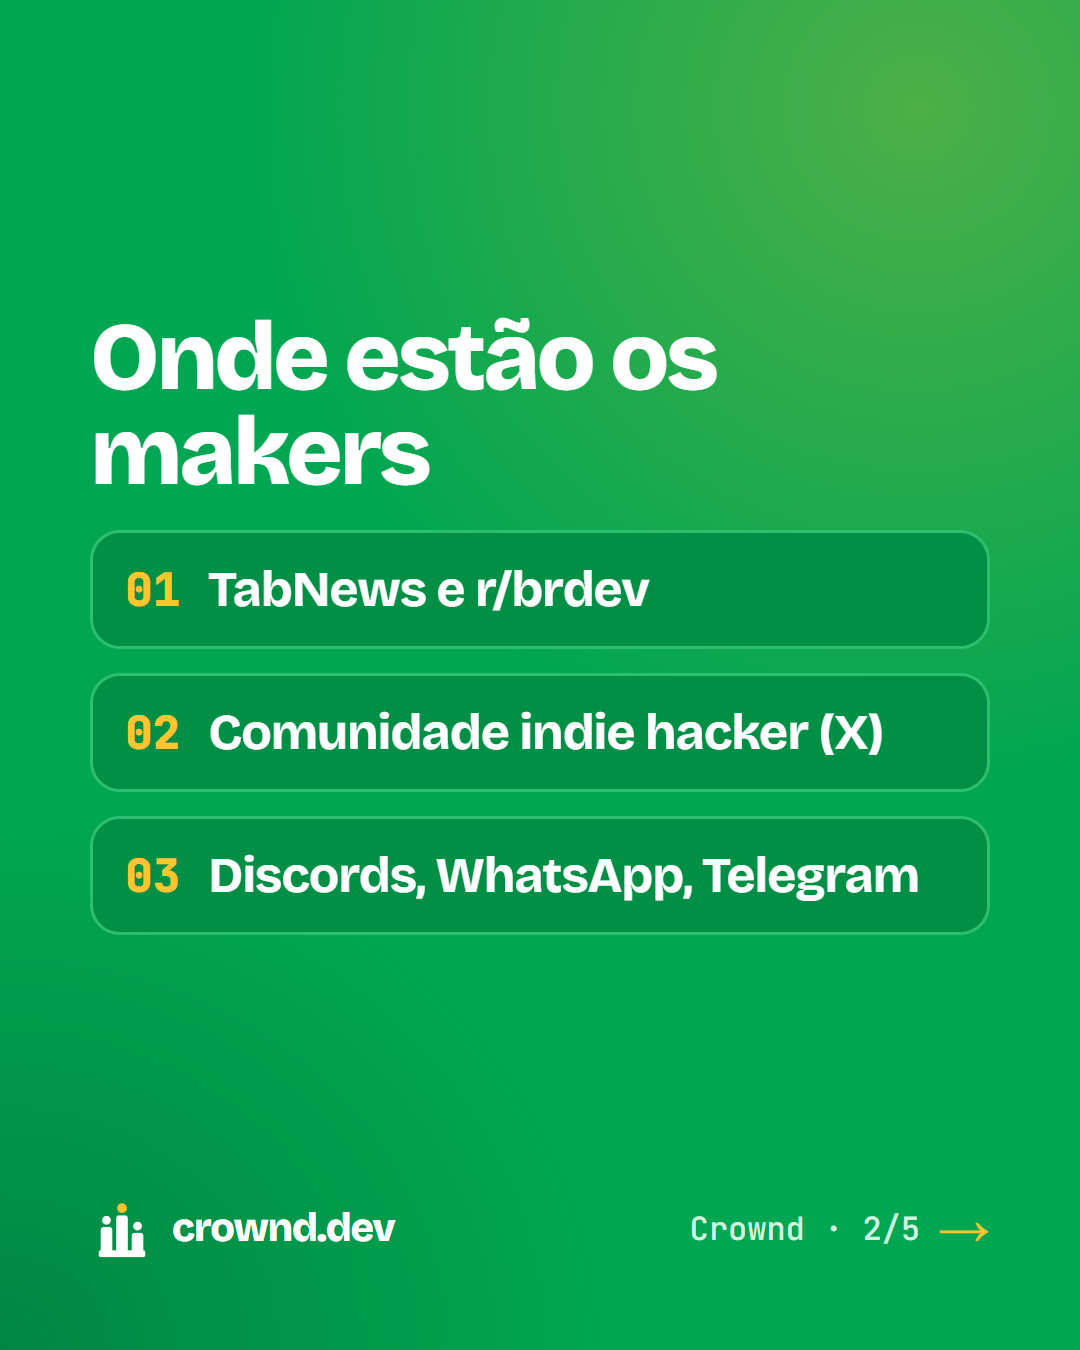 Onde estão os
makers
01 TabNews e r/brdev
02 Comunidade indie hacker (X)
03 Discords, WhatsApp, Telegram
crownd.dev
Crownd · 2/5 →